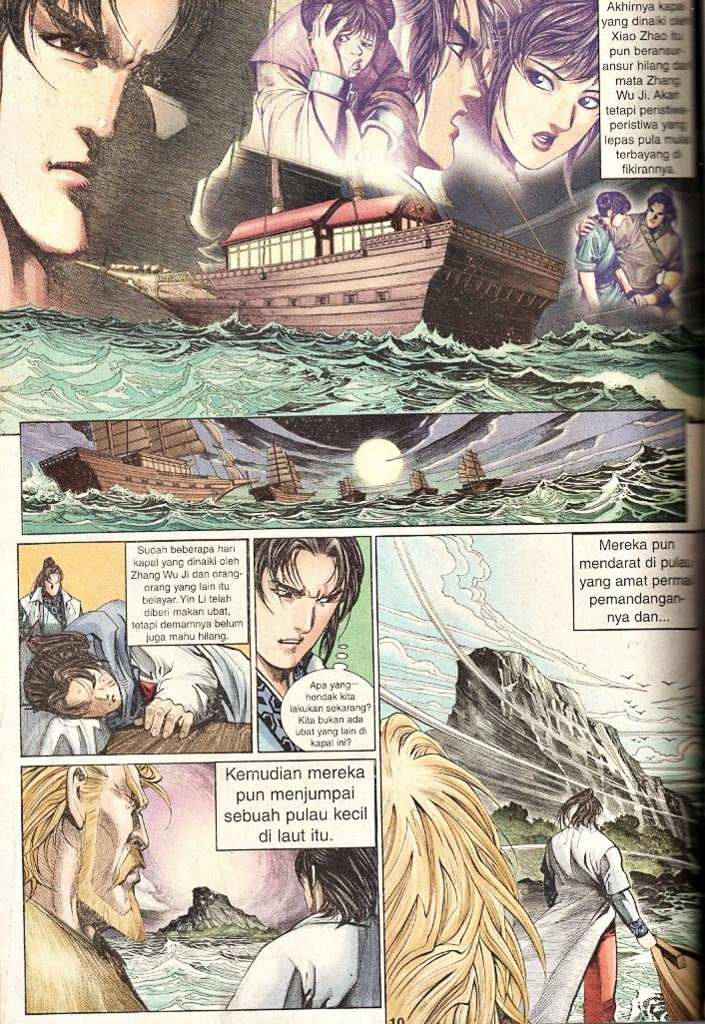 Akhirnya kapal
yang dinaiki oleh
Xiao Zhao itu
pun beransur-
ansur hilang dari
mata Zhang
Wu Ji. Akan
tetapi peristiwa-
peristiwa yang
lepas pula mula
terbayang di
fikirannya.
Sudah beberapa hari
kapal yang dinaiki oleh
Zhang Wu Ji dan orang-
orang yang lain itu
belayar. Yin Li telah
diberi makan ubat,
tetapi demamnya belum
juga mahu hilang.
Apa yang
hendak kita
lakukan sekarang?
Kita bukan ada
ubat yang lain di
kapal ini?
Mereka pun
mendarat di pulau
yang amat permai
pemandangan-
nya dan...
Kemudian mereka
pun menjumpai
sebuah pulau kecil
di laut itu.
10